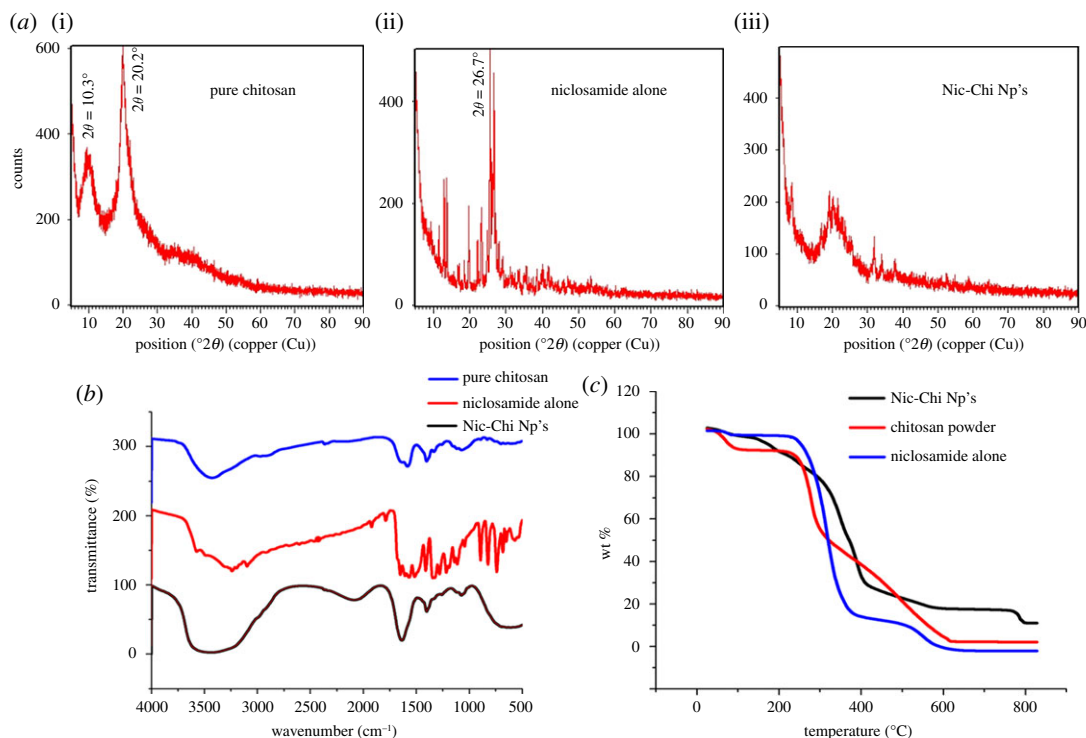 (a) (i)
600
400
200
0
counts
2θ = 10.3°
2θ = 20.2°
pure chitosan
10 20 30 40 50 60 70 80 90
position (°2θ) (copper (Cu))
(ii)
400
200
0
2θ = 26.7°
niclosamide alone
10 20 30 40 50 60 70 80 90
position (°2θ) (copper (Cu))
(iii)
400
300
200
100
0
Nic-Chi Np’s
10 20 30 40 50 60 70 80 90
position (°2θ) (copper (Cu))
(b)
pure chitosan
niclosamide alone
Nic-Chi Np’s
300
200
100
0
transmittance (%)
4000 3500 3000 2500 2000 1500 1000 500
wavenumber (cm⁻¹)
(c)
120
100
80
60
40
20
0
wt %
Nic-Chi Np’s
chitosan powder
niclosamide alone
0 200 400 600 800
temperature (°C)